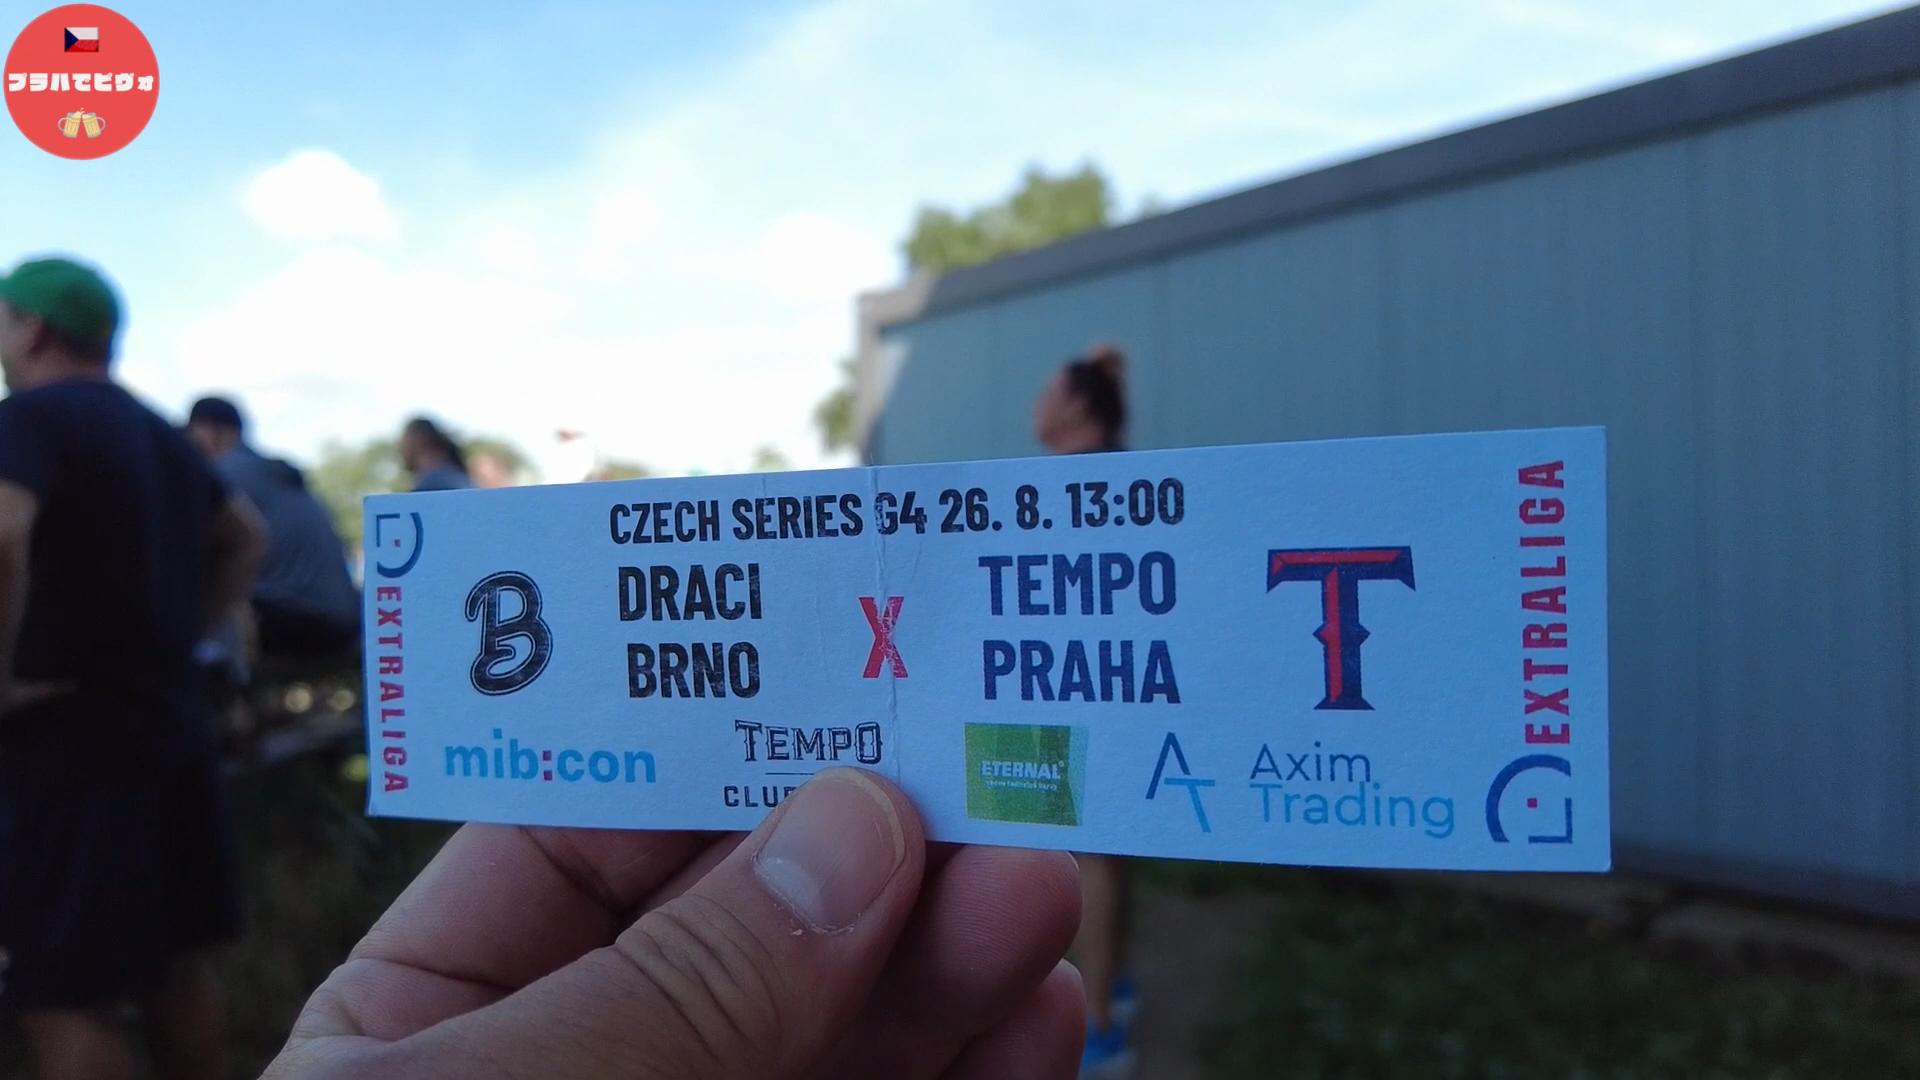 プラハでピヴォ
CZECH SERIES G4 26. 8. 13:00
EXTRALIGA
B
DRACI
BRNO
X
TEMPO
PRAHA
T
EXTRALIGA
mib:con
TEMPO
CLU
ETERNAL®
Axim
Trading